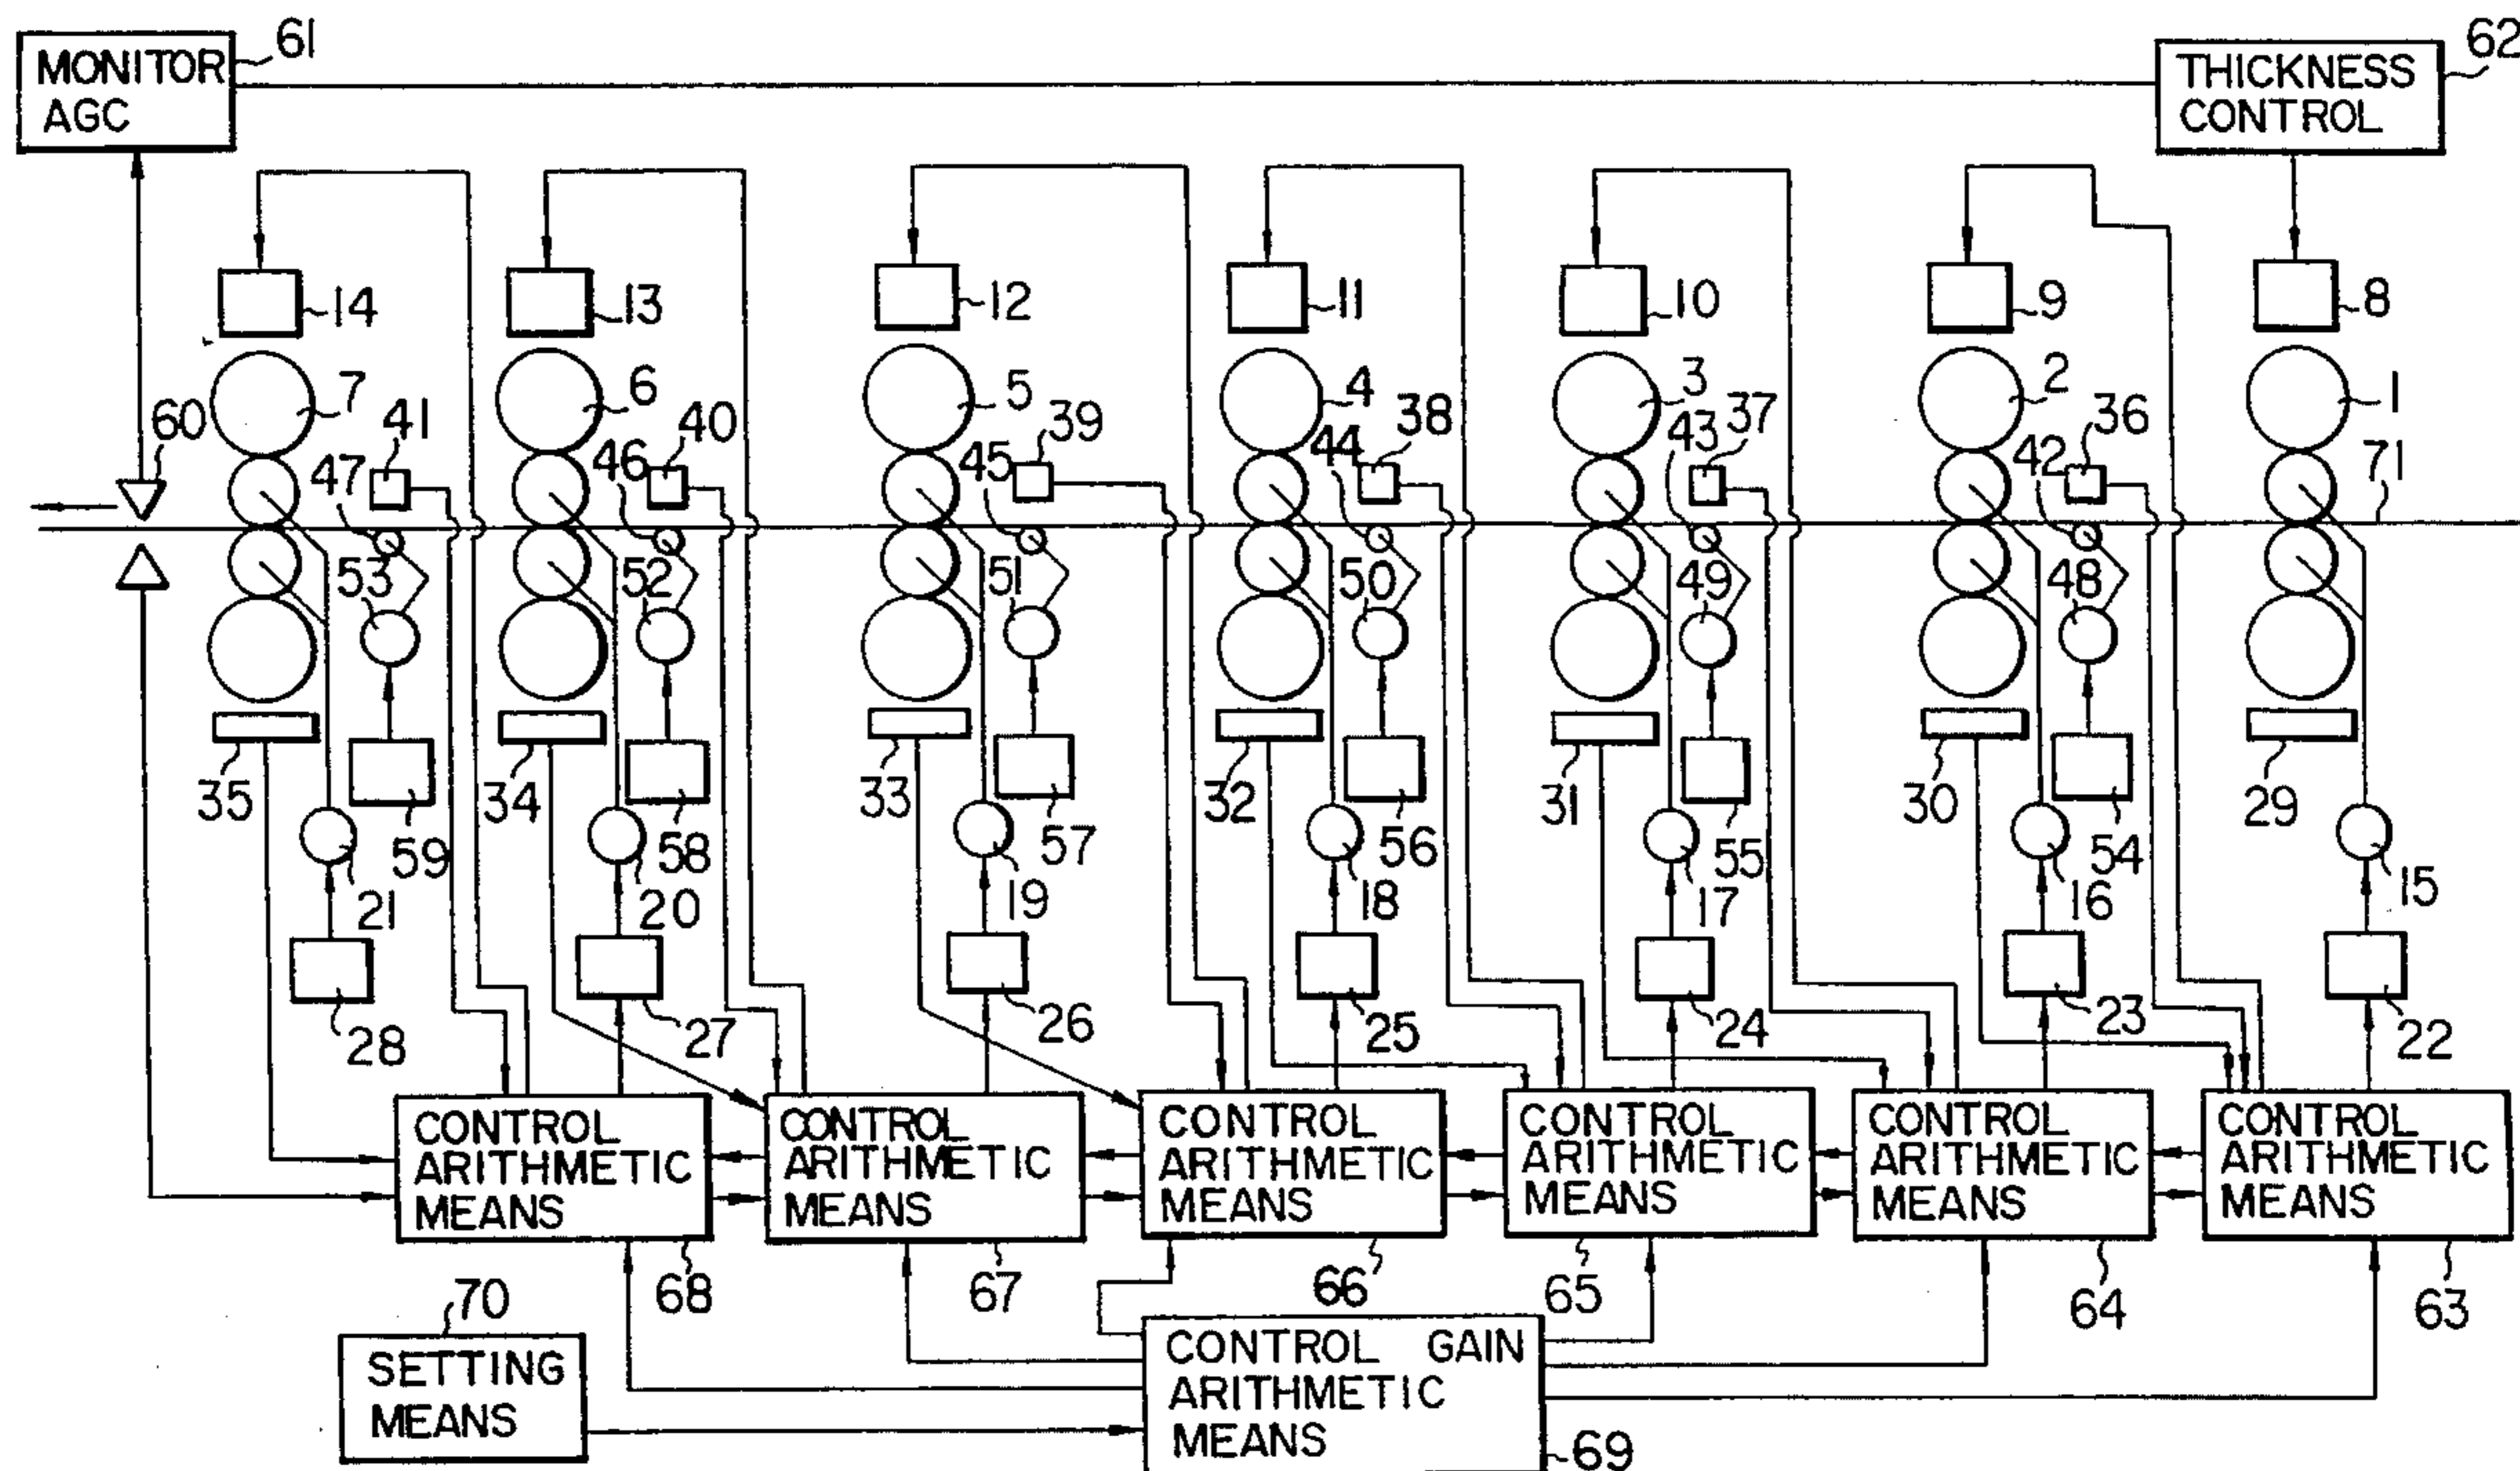 MONITOR
AGC
61
THICKNESS
CONTROL
62
14
13
12
11
10
9
8
7
6
5
4
3
2
1
60
41
40
39
38
37
36
47
46
45
44
43
42
71
53
52
51
50
49
48
35
34
33
32
31
30
29
59
58
57
56
55
54
21
20
19
18
17
16
15
28
27
26
25
24
23
22
CONTROL
ARITHMETIC
MEANS
CONTROL
ARITHMETIC
MEANS
CONTROL
ARITHMETIC
MEANS
CONTROL
ARITHMETIC
MEANS
CONTROL
ARITHMETIC
MEANS
CONTROL
ARITHMETIC
MEANS
68
67
66
65
64
63
70
SETTING
MEANS
CONTROL GAIN
ARITHMETIC
MEANS
69